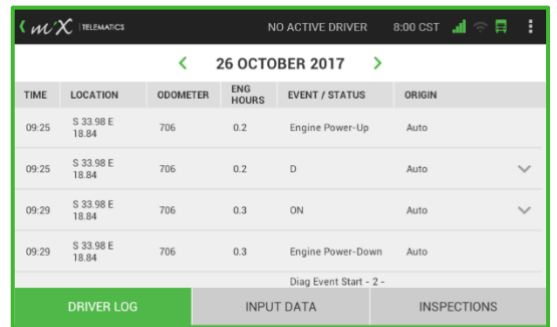 mⁱX TELEMATICS NO ACTIVE DRIVER 8:00 CST
26 OCTOBER 2017
TIME LOCATION ODOMETER ENG HOURS EVENT / STATUS ORIGIN
09:25 S 33.98 E 18.84 706 0.2 Engine Power-Up Auto
09:25 S 33.98 E 18.84 706 0.2 D Auto
09:29 S 33.98 E 18.84 706 0.3 ON Auto
09:29 S 33.98 E 18.84 706 0.3 Engine Power-Down Auto
Diag Event Start - 2 -
DRIVER LOG INPUT DATA INSPECTIONS